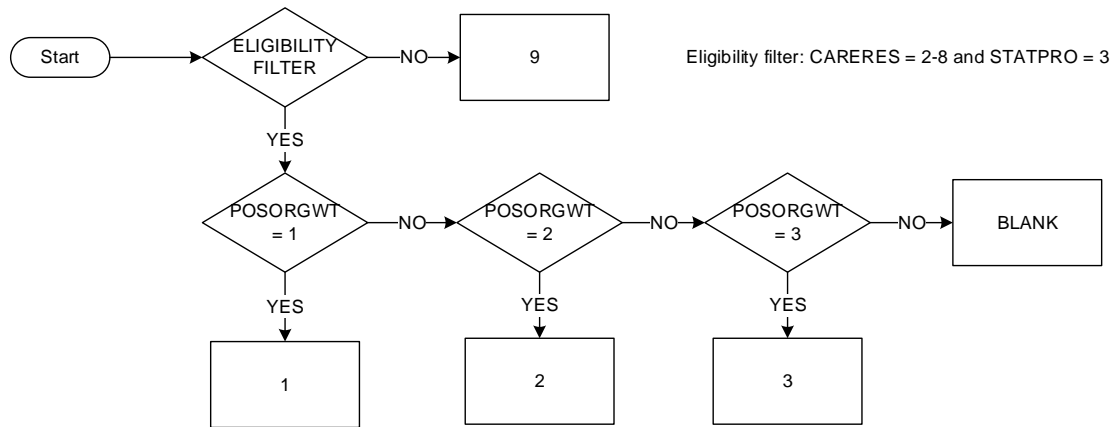 Start
ELIGIBILITY
FILTER
NO
9
Eligibility filter: CARERES = 2-8 and STATPRO = 3
YES
POSORGWT
= 1
NO
POSORGWT
= 2
NO
POSORGWT
= 3
NO
BLANK
YES
YES
YES
1
2
3